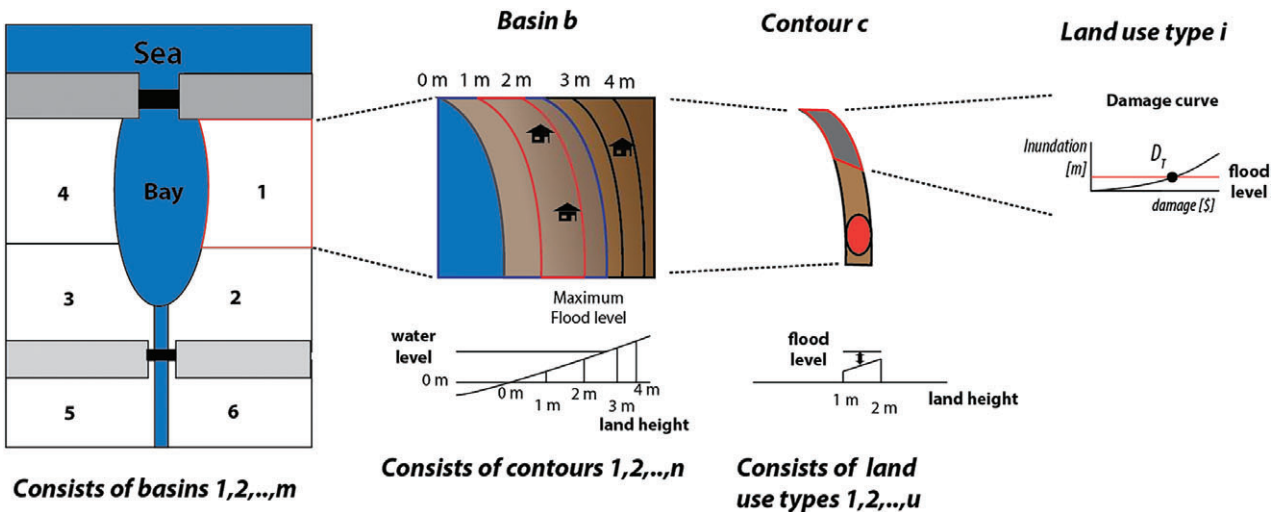 Sea
4
Bay
1
3
2
5
6
Consists of basins 1,2,..,m
Basin b
0 m 1 m 2 m 3 m 4 m
Maximum
Flood level
water
level
0 m
0 m
1 m
2 m
3 m
4 m
land height
Consists of contours 1,2,..,n
Contour c
flood
level
1 m
2 m
land height
Consists of land
use types 1,2,..,u
Land use type i
Damage curve
Inundation
[m]
D_T
flood
level
damage [$]